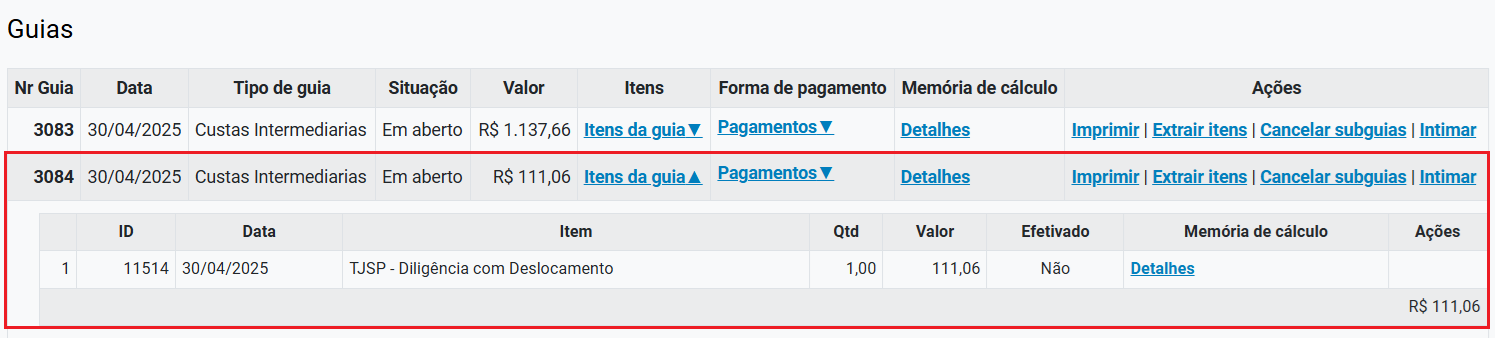 Guias
Nr Guia Data Tipo de guia Situação Valor Itens Forma de pagamento Memória de cálculo Ações
3083 30/04/2025 Custas Intermediarias Em aberto R$ 1.137,66 Itens da guia▼ Pagamentos▼ Detalhes Imprimir | Extrair itens | Cancelar subguias | Intimar
3084 30/04/2025 Custas Intermediarias Em aberto R$ 111,06 Itens da guia▲ Pagamentos▼ Detalhes Imprimir | Extrair itens | Cancelar subguias | Intimar
ID Data Item Qtd Valor Efetivado Memória de cálculo Ações
1 11514 30/04/2025 TJSP - Diligência com Deslocamento 1,00 111,06 Não Detalhes
R$ 111,06